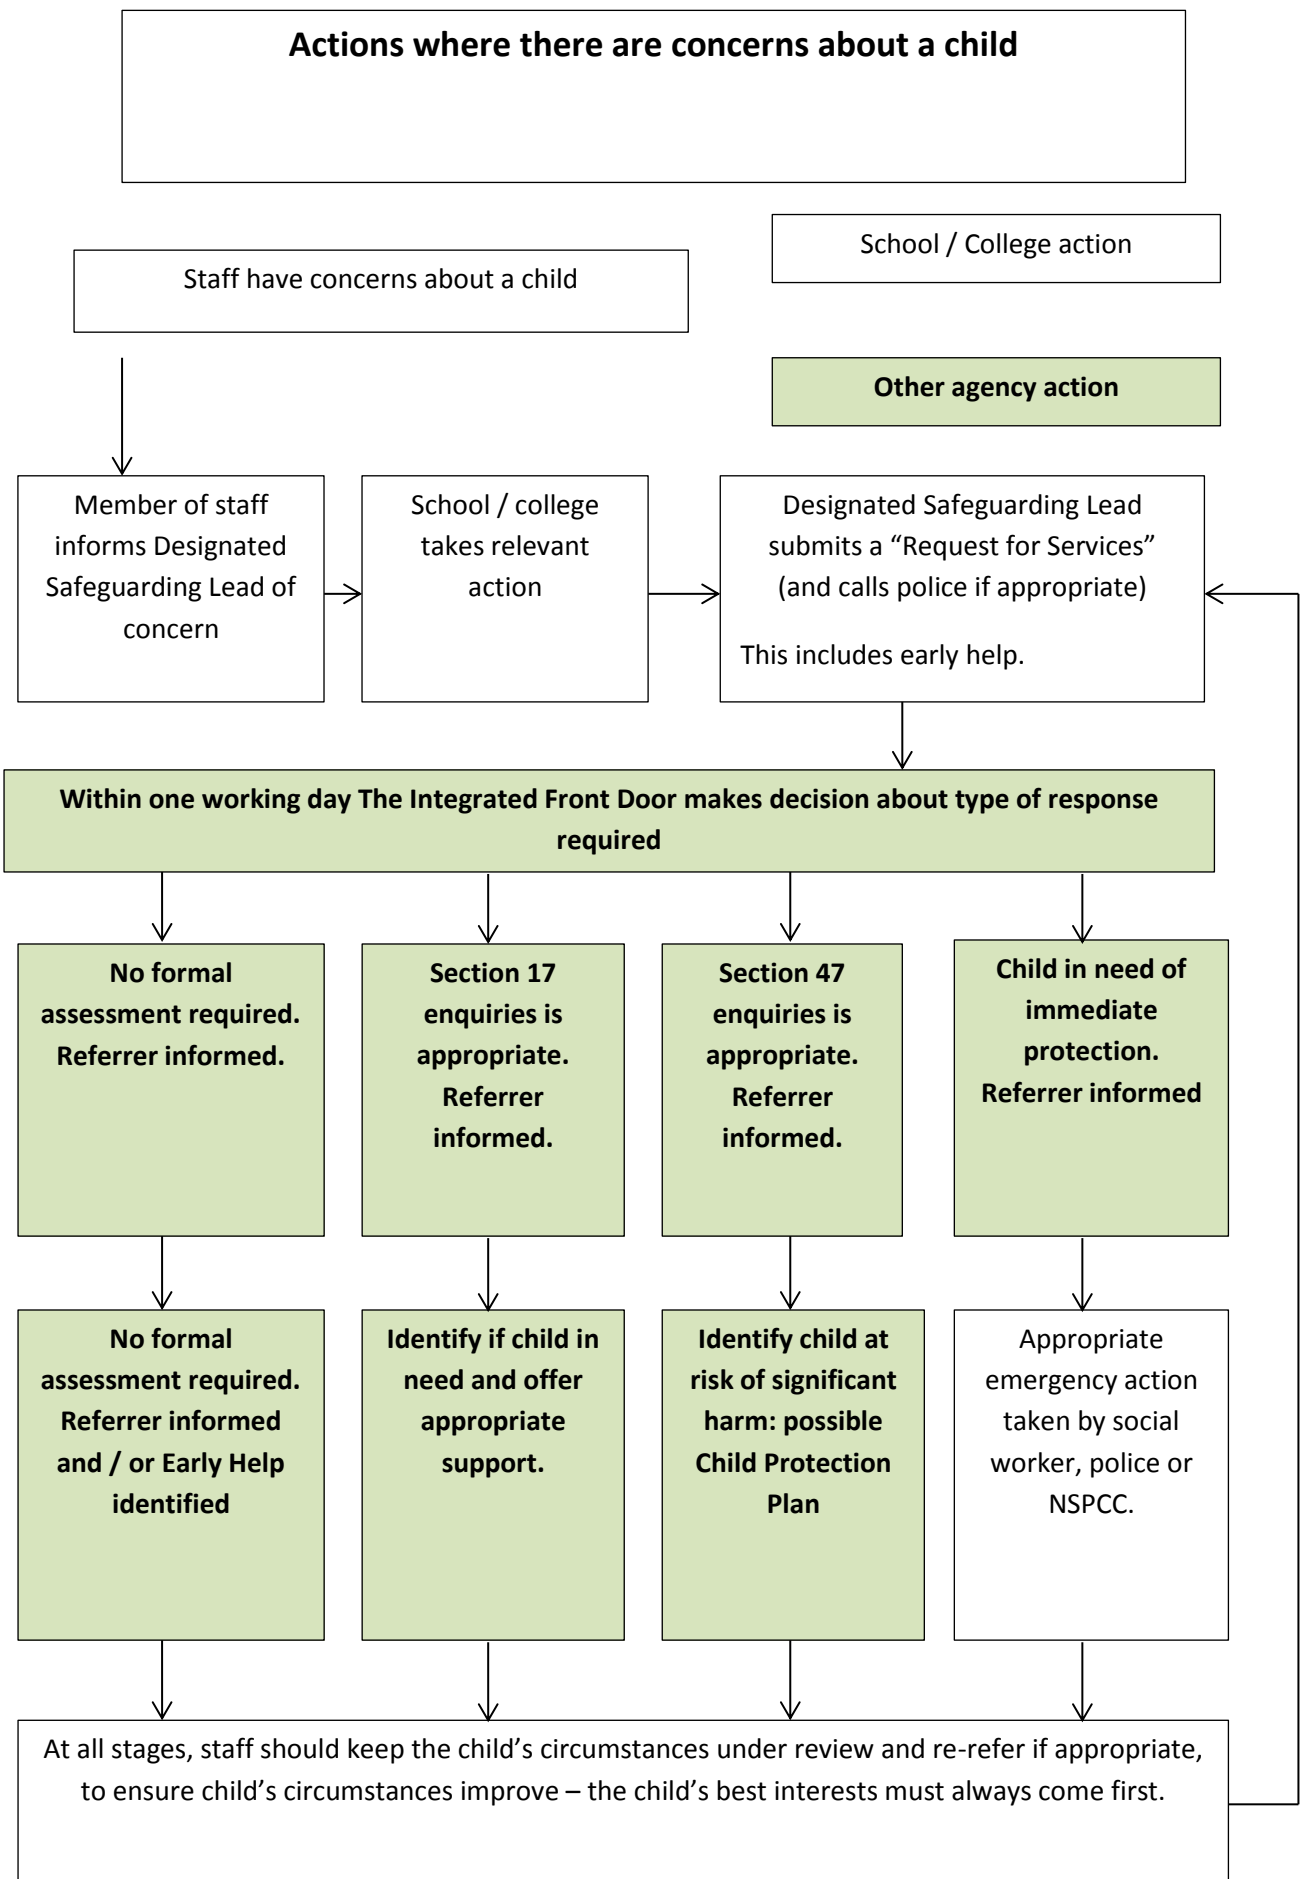 Actions where there are concerns about a child
School / College action
Staff have concerns about a child
Other agency action
Member of staff
informs Designated
Safeguarding Lead of
concern
School / college
takes relevant
action
Designated Safeguarding Lead
submits a “Request for Services”
(and calls police if appropriate)
This includes early help.
Within one working day The Integrated Front Door makes decision about type of response
required
No formal
assessment required.
Referrer informed.
Section 17
enquiries is
appropriate.
Referrer
informed.
Section 47
enquiries is
appropriate.
Referrer
informed.
Child in need of
immediate
protection.
Referrer informed
No formal
assessment required.
Referrer informed
and / or Early Help
identified
Identify if child in
need and offer
appropriate
support.
Identify child at
risk of significant
harm: possible
Child Protection
Plan
Appropriate
emergency action
taken by social
worker, police or
NSPCC.
At all stages, staff should keep the child’s circumstances under review and re-refer if appropriate,
to ensure child’s circumstances improve – the child’s best interests must always come first.